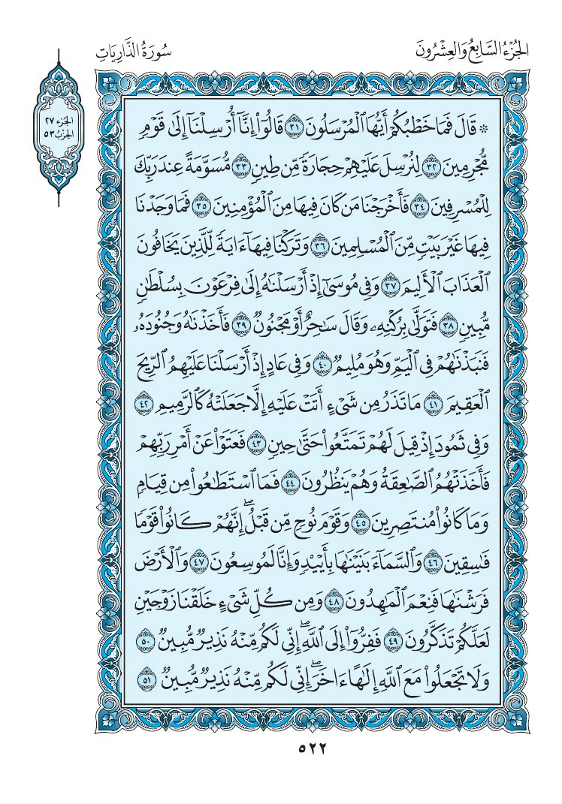 الجُزْءُ السَّابِعُ وَالعِشْرُونَ
سُورَةُ الذَّارِيَاتِ
الجزء ٢٧
الحزب ٥٣
۞ قَالَ فَمَا خَطْبُكُمْ أَيُّهَا ٱلْمُرْسَلُونَ ٣١ قَالُوٓا۟ إِنَّآ أُرْسِلْنَآ إِلَىٰ قَوْمٍ
مُّجْرِمِينَ ٣٢ لِنُرْسِلَ عَلَيْهِمْ حِجَارَةً مِّن طِينٍ ٣٣ مُّسَوَّمَةً عِندَ رَبِّكَ
لِلْمُسْرِفِينَ ٣٤ فَأَخْرَجْنَا مَن كَانَ فِيهَا مِنَ ٱلْمُؤْمِنِينَ ٣٥ فَمَا وَجَدْنَا
فِيهَا غَيْرَ بَيْتٍ مِّنَ ٱلْمُسْلِمِينَ ٣٦ وَتَرَكْنَا فِيهَآ ءَايَةً لِّلَّذِينَ يَخَافُونَ
ٱلْعَذَابَ ٱلْأَلِيمَ ٣٧ وَفِى مُوسَىٰٓ إِذْ أَرْسَلْنَٰهُ إِلَىٰ فِرْعَوْنَ بِسُلْطَٰنٍ
مُّبِينٍ ٣٨ فَتَوَلَّىٰ بِرُكْنِهِۦ وَقَالَ سَٰحِرٌ أَوْ مَجْنُونٌ ٣٩ فَأَخَذْنَٰهُ وَجُنُودَهُۥ
فَنَبَذْنَٰهُمْ فِى ٱلْيَمِّ وَهُوَ مُلِيمٌ ٤٠ وَفِى عَادٍ إِذْ أَرْسَلْنَا عَلَيْهِمُ ٱلرِّيحَ
ٱلْعَقِيمَ ٤١ مَا تَذَرُ مِن شَىْءٍ أَتَتْ عَلَيْهِ إِلَّا جَعَلَتْهُ كَٱلرَّمِيمِ ٤٢
وَفِى ثَمُودَ إِذْ قِيلَ لَهُمْ تَمَتَّعُوا۟ حَتَّىٰ حِينٍ ٤٣ فَعَتَوْا۟ عَنْ أَمْرِ رَبِّهِمْ
فَأَخَذَتْهُمُ ٱلصَّٰعِقَةُ وَهُمْ يَنظُرُونَ ٤٤ فَمَا ٱسْتَطَٰعُوا۟ مِن قِيَامٍ
وَمَا كَانُوا۟ مُنتَصِرِينَ ٤٥ وَقَوْمَ نُوحٍ مِّن قَبْلُ ۖ إِنَّهُمْ كَانُوا۟ قَوْمًا
فَٰسِقِينَ ٤٦ وَٱلسَّمَآءَ بَنَيْنَٰهَا بِأَيْي۟دٍ وَإِنَّا لَمُوسِعُونَ ٤٧ وَٱلْأَرْضَ
فَرَشْنَٰهَا فَنِعْمَ ٱلْمَٰهِدُونَ ٤٨ وَمِن كُلِّ شَىْءٍ خَلَقْنَا زَوْجَيْنِ
لَعَلَّكُمْ تَذَكَّرُونَ ٤٩ فَفِرُّوٓا۟ إِلَى ٱللَّهِ ۖ إِنِّى لَكُم مِّنْهُ نَذِيرٌ مُّبِينٌ ٥٠
وَلَا تَجْعَلُوا۟ مَعَ ٱللَّهِ إِلَٰهًا ءَاخَرَ ۖ إِنِّى لَكُم مِّنْهُ نَذِيرٌ مُّبِينٌ ٥١
٥٢٢